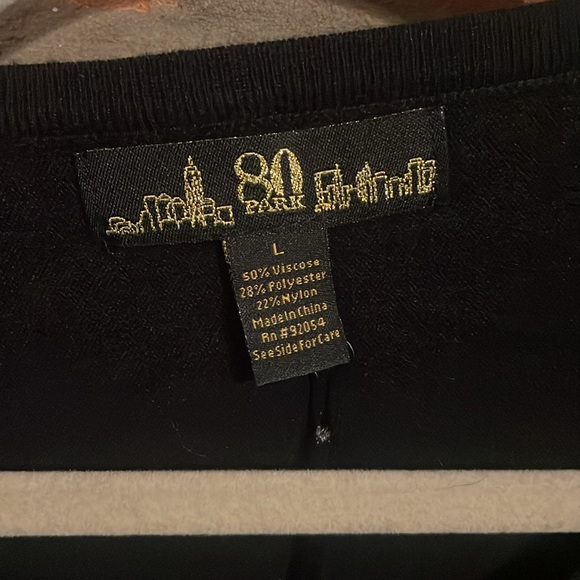 80
PARK
L
50% Viscose
28% Polyester
22% Nylon
Made in China
Rn #92054
See Side For Care